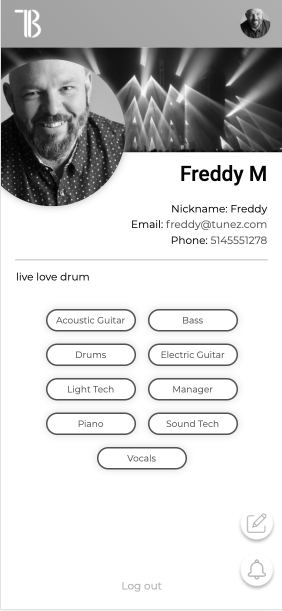 TB
Freddy M
Nickname: Freddy
Email: freddy@tunez.com
Phone: 5145551278
live love drum
Acoustic Guitar Bass
Drums Electric Guitar
Light Tech Manager
Piano Sound Tech
Vocals
Log out